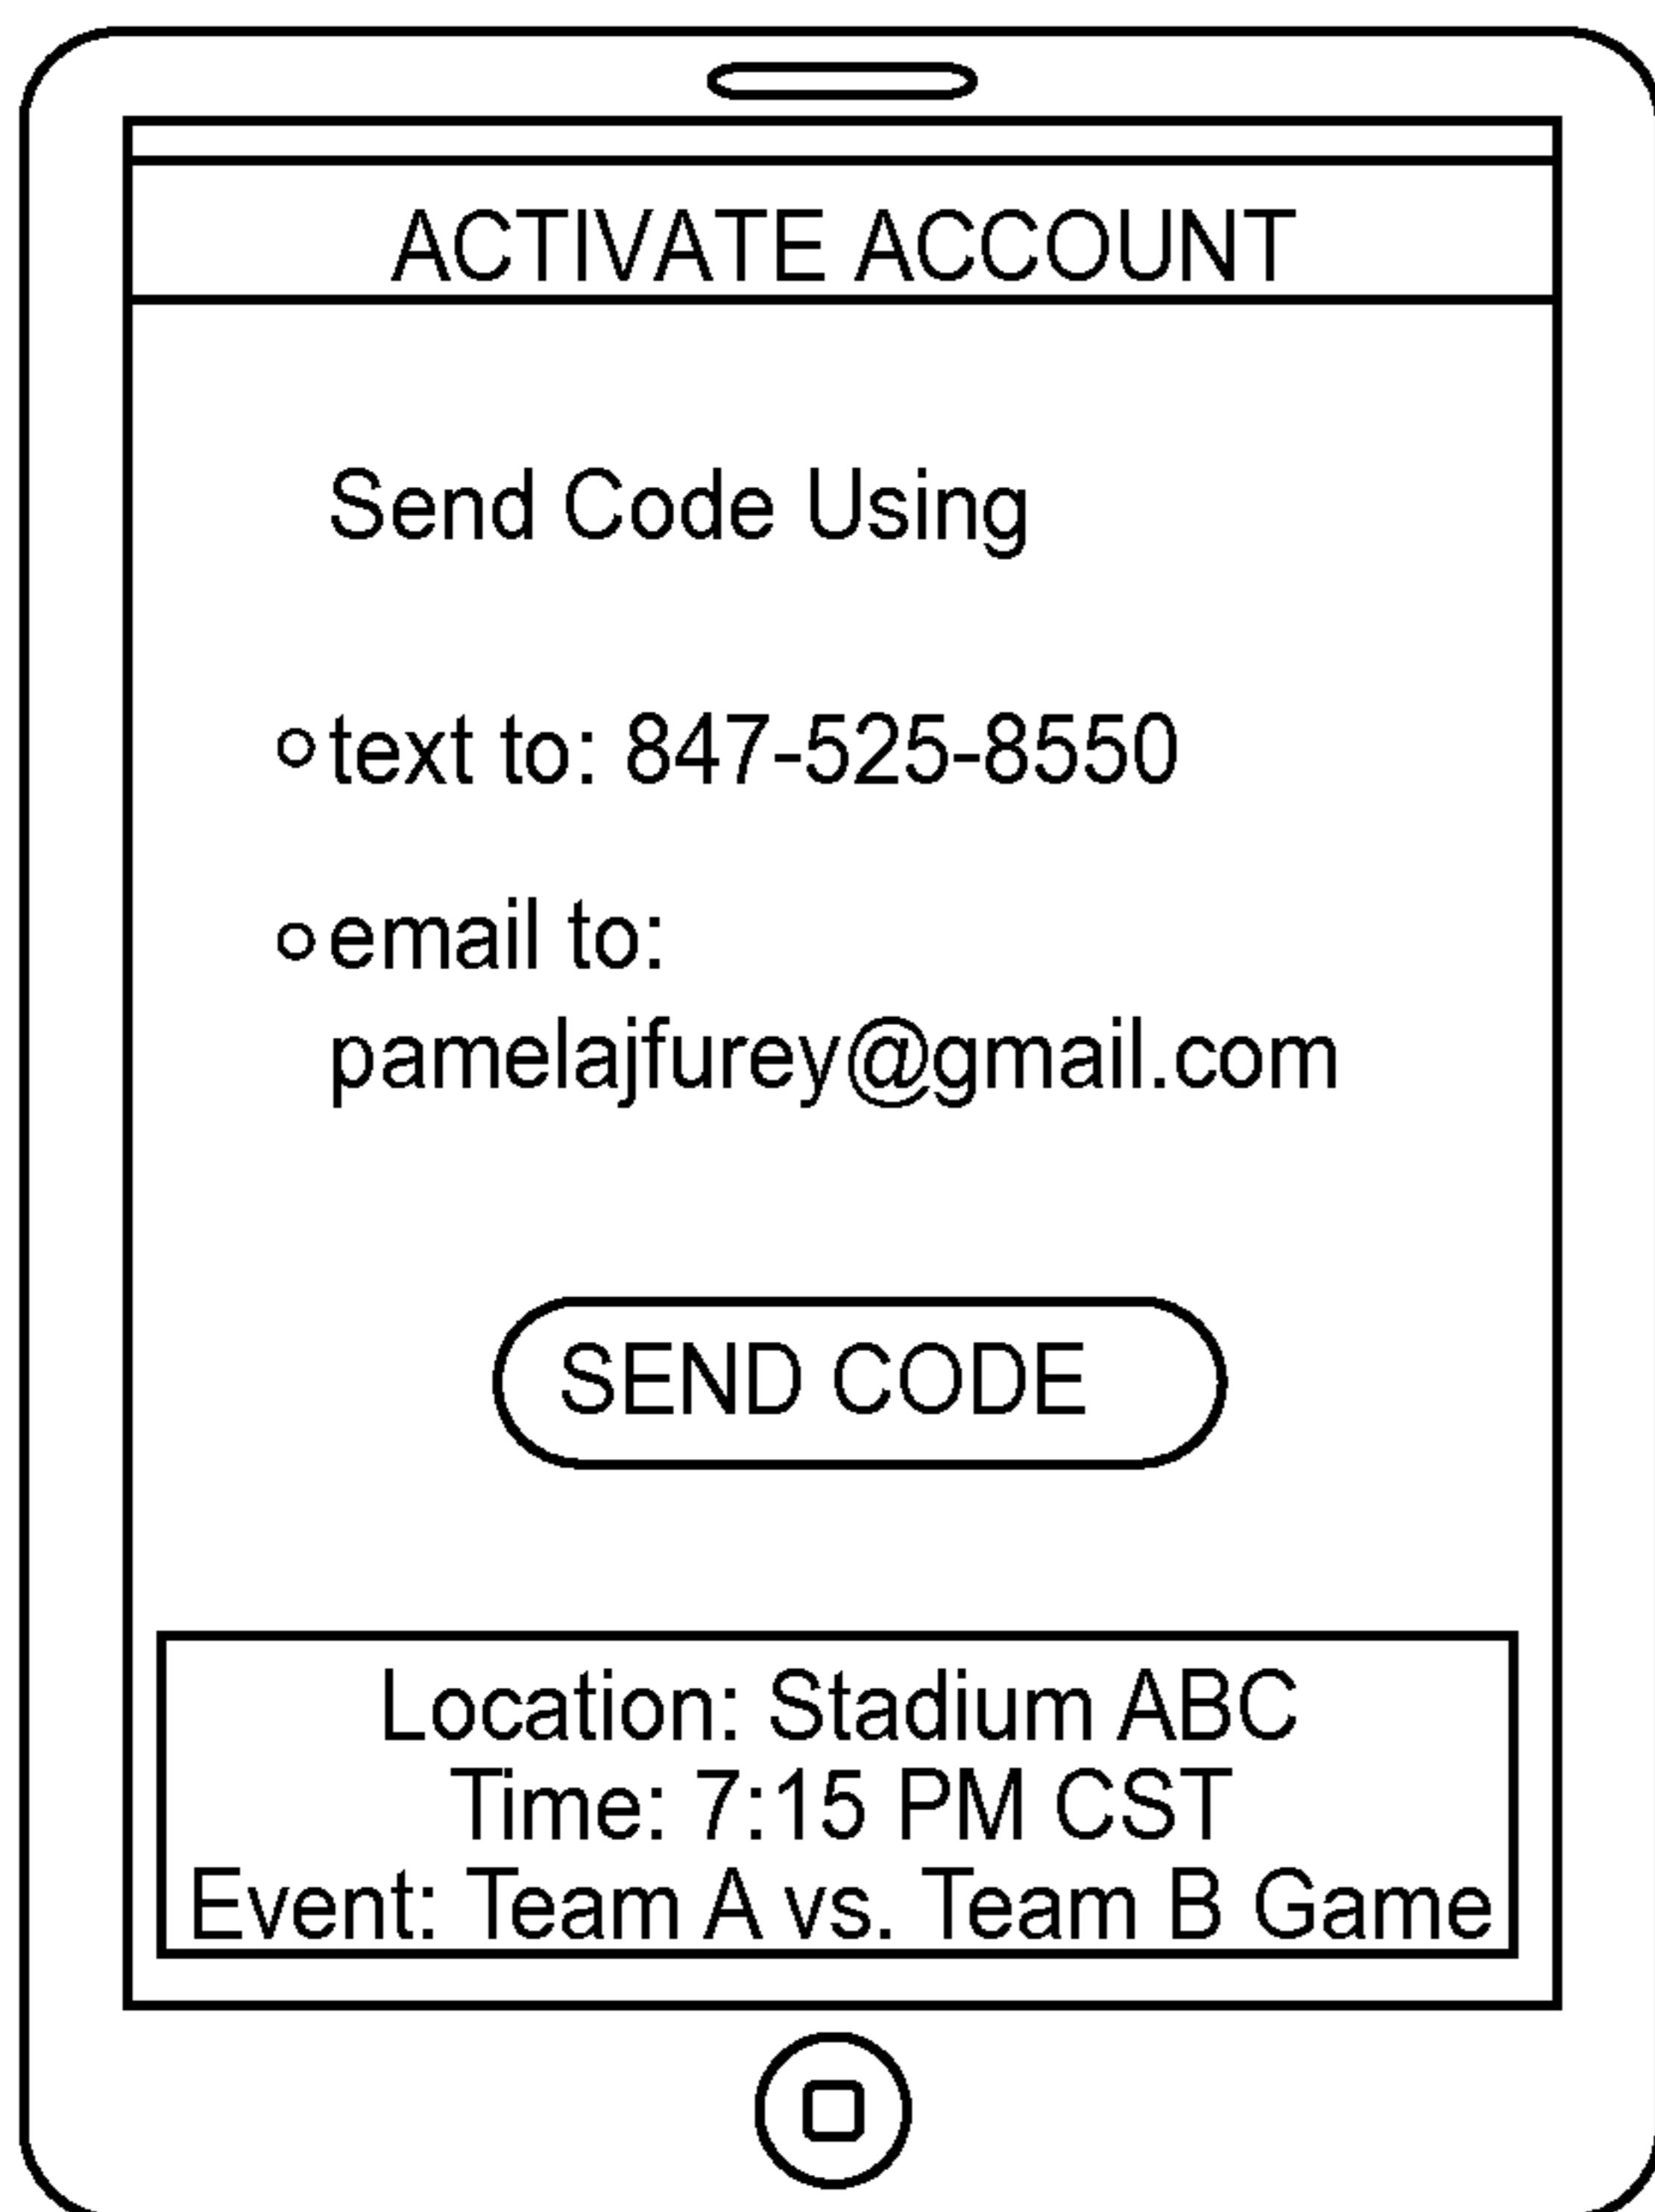 ACTIVATE ACCOUNT
Send Code Using
text to: 847-525-8550
email to:
pamelajfurey@gmail.com
SEND CODE
Location: Stadium ABC
Time: 7:15 PM CST
Event: Team A vs. Team B Game